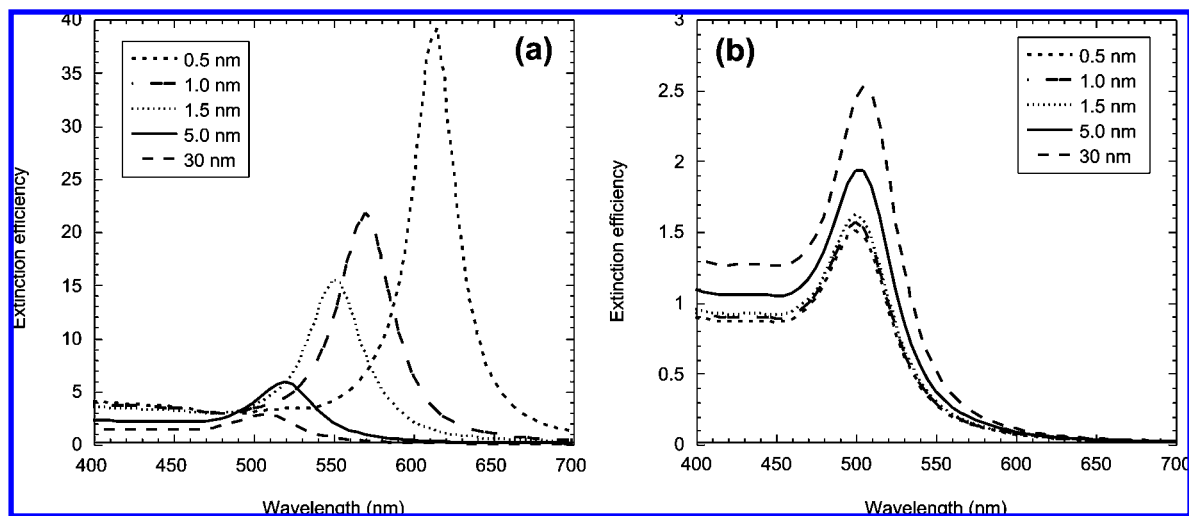 (a)
0.5 nm
1.0 nm
1.5 nm
5.0 nm
30 nm
Extinction efficiency
40
35
30
25
20
15
10
5
0
400 450 500 550 600 650 700
Wavelength (nm)
(b)
0.5 nm
1.0 nm
1.5 nm
5.0 nm
30 nm
Extinction efficiency
3
2.5
2
1.5
1
0.5
0
400 450 500 550 600 650 700
Wavelength (nm)